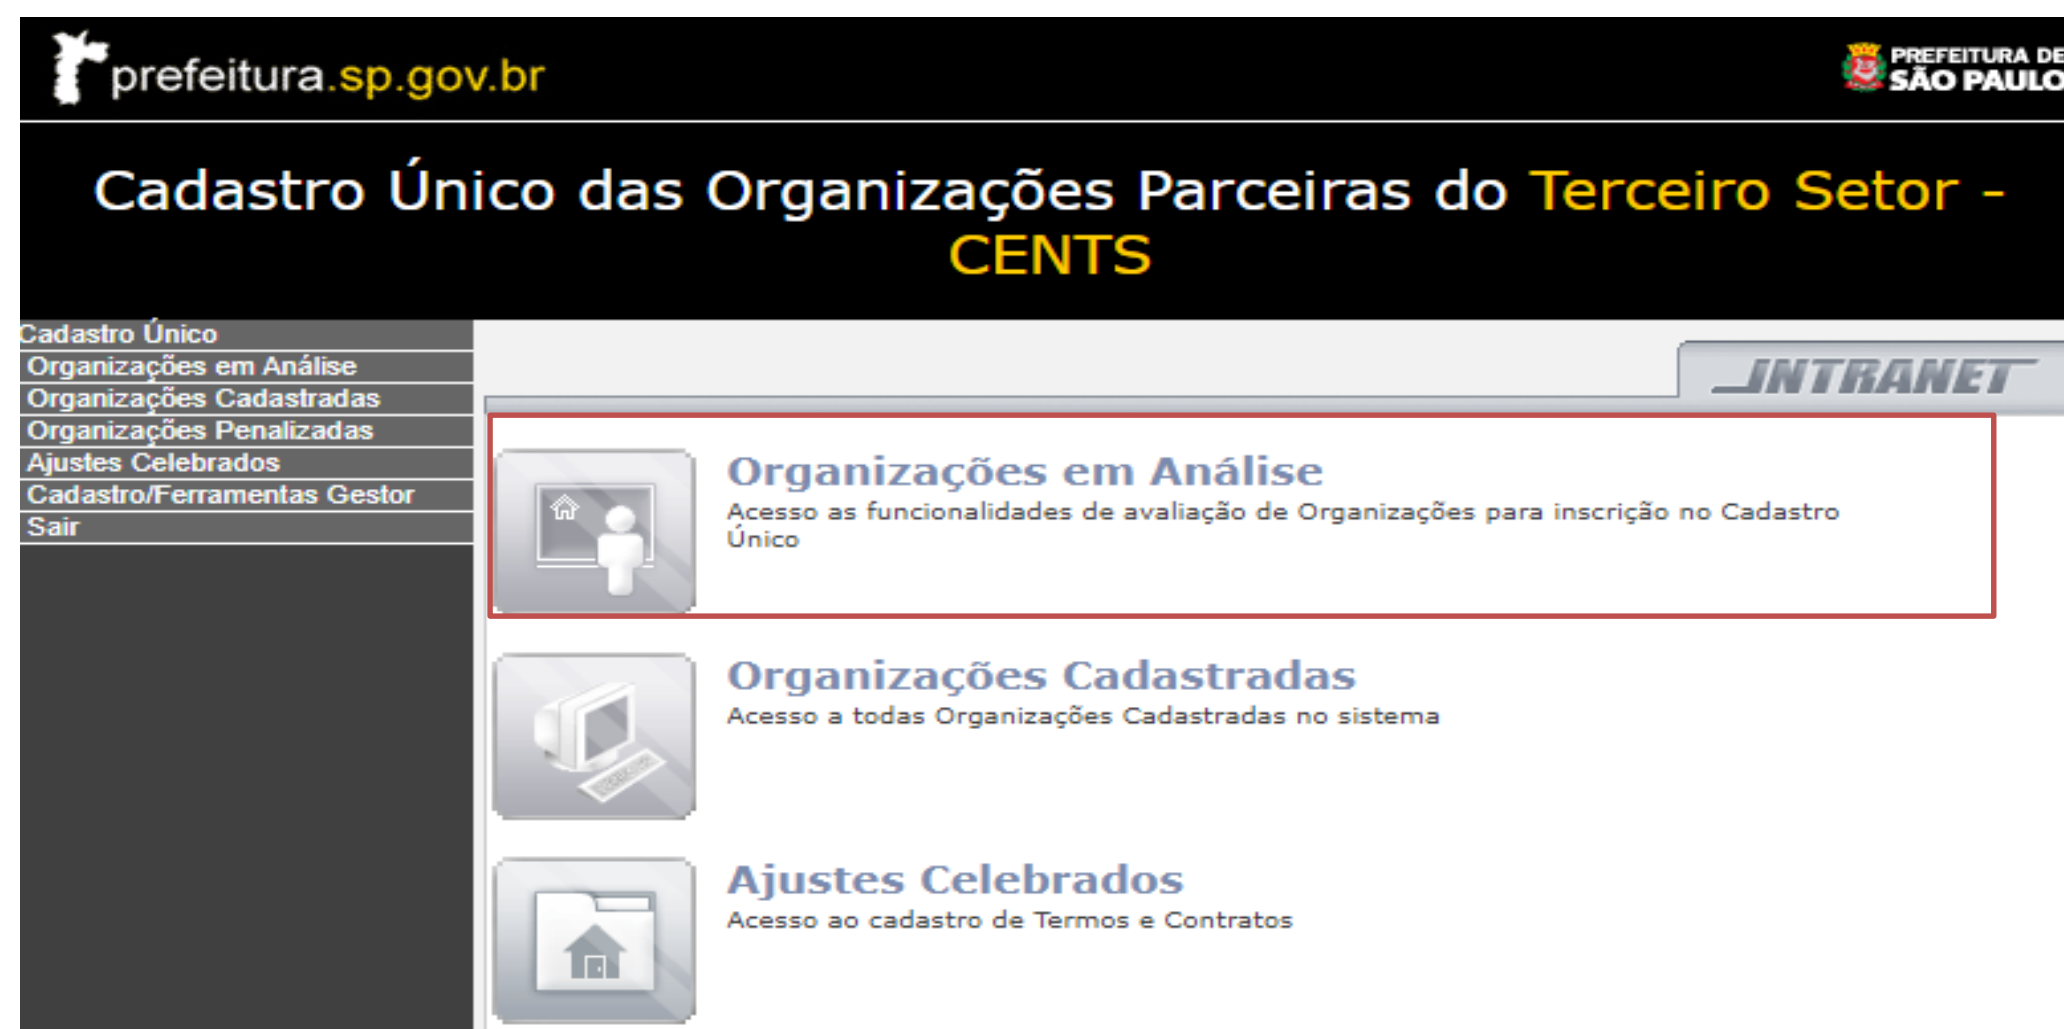 prefeitura.sp.gov.br
PREFEITURA DE
SÃO PAULO
Cadastro Único das Organizações Parceiras do Terceiro Setor -
CENTS
Cadastro Único
Organizações em Análise
Organizações Cadastradas
Organizações Penalizadas
Ajustes Celebrados
Cadastro/Ferramentas Gestor
Sair
INTRANET
Organizações em Análise
Acesso as funcionalidades de avaliação de Organizações para inscrição no Cadastro
Único
Organizações Cadastradas
Acesso a todas Organizações Cadastradas no sistema
Ajustes Celebrados
Acesso ao cadastro de Termos e Contratos